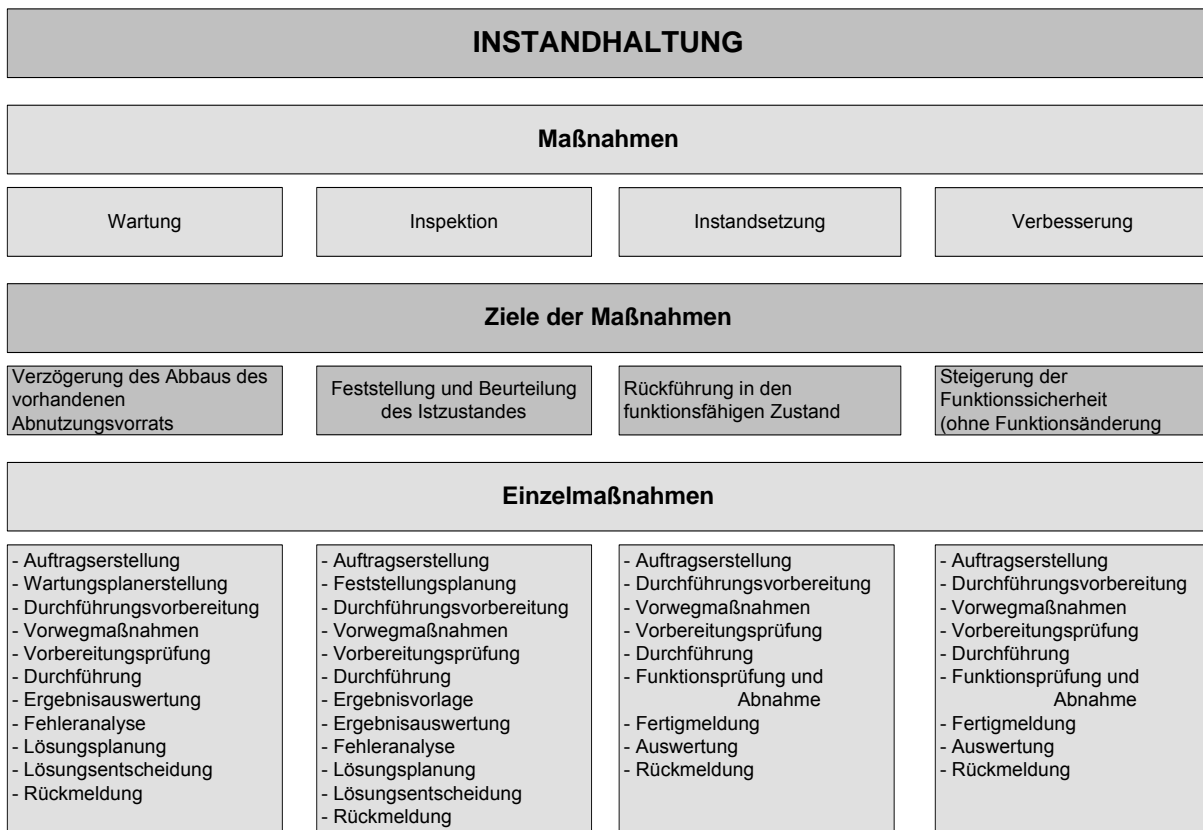 INSTANDHALTUNG
Maßnahmen
Wartung
Inspektion
Instandsetzung
Verbesserung
Ziele der Maßnahmen
Verzögerung des Abbaus des
vorhandenen
Abnutzungsvorrats
Feststellung und Beurteilung
des Istzustandes
Rückführung in den
funktionsfähigen Zustand
Steigerung der
Funktionssicherheit
(ohne Funktionsänderung
Einzelmaßnahmen
- Auftragserstellung
- Wartungsplanerstellung
- Durchführungsvorbereitung
- Vorwegmaßnahmen
- Vorbereitungsprüfung
- Durchführung
- Ergebnisauswertung
- Fehleranalyse
- Lösungsplanung
- Lösungsentscheidung
- Rückmeldung
- Auftragserstellung
- Feststellungsplanung
- Durchführungsvorbereitung
- Vorwegmaßnahmen
- Vorbereitungsprüfung
- Durchführung
- Ergebnisvorlage
- Ergebnisauswertung
- Fehleranalyse
- Lösungsplanung
- Lösungsentscheidung
- Rückmeldung
- Auftragserstellung
- Durchführungsvorbereitung
- Vorwegmaßnahmen
- Vorbereitungsprüfung
- Durchführung
- Funktionsprüfung und
Abnahme
- Fertigmeldung
- Auswertung
- Rückmeldung
- Auftragserstellung
- Durchführungsvorbereitung
- Vorwegmaßnahmen
- Vorbereitungsprüfung
- Durchführung
- Funktionsprüfung und
Abnahme
- Fertigmeldung
- Auswertung
- Rückmeldung